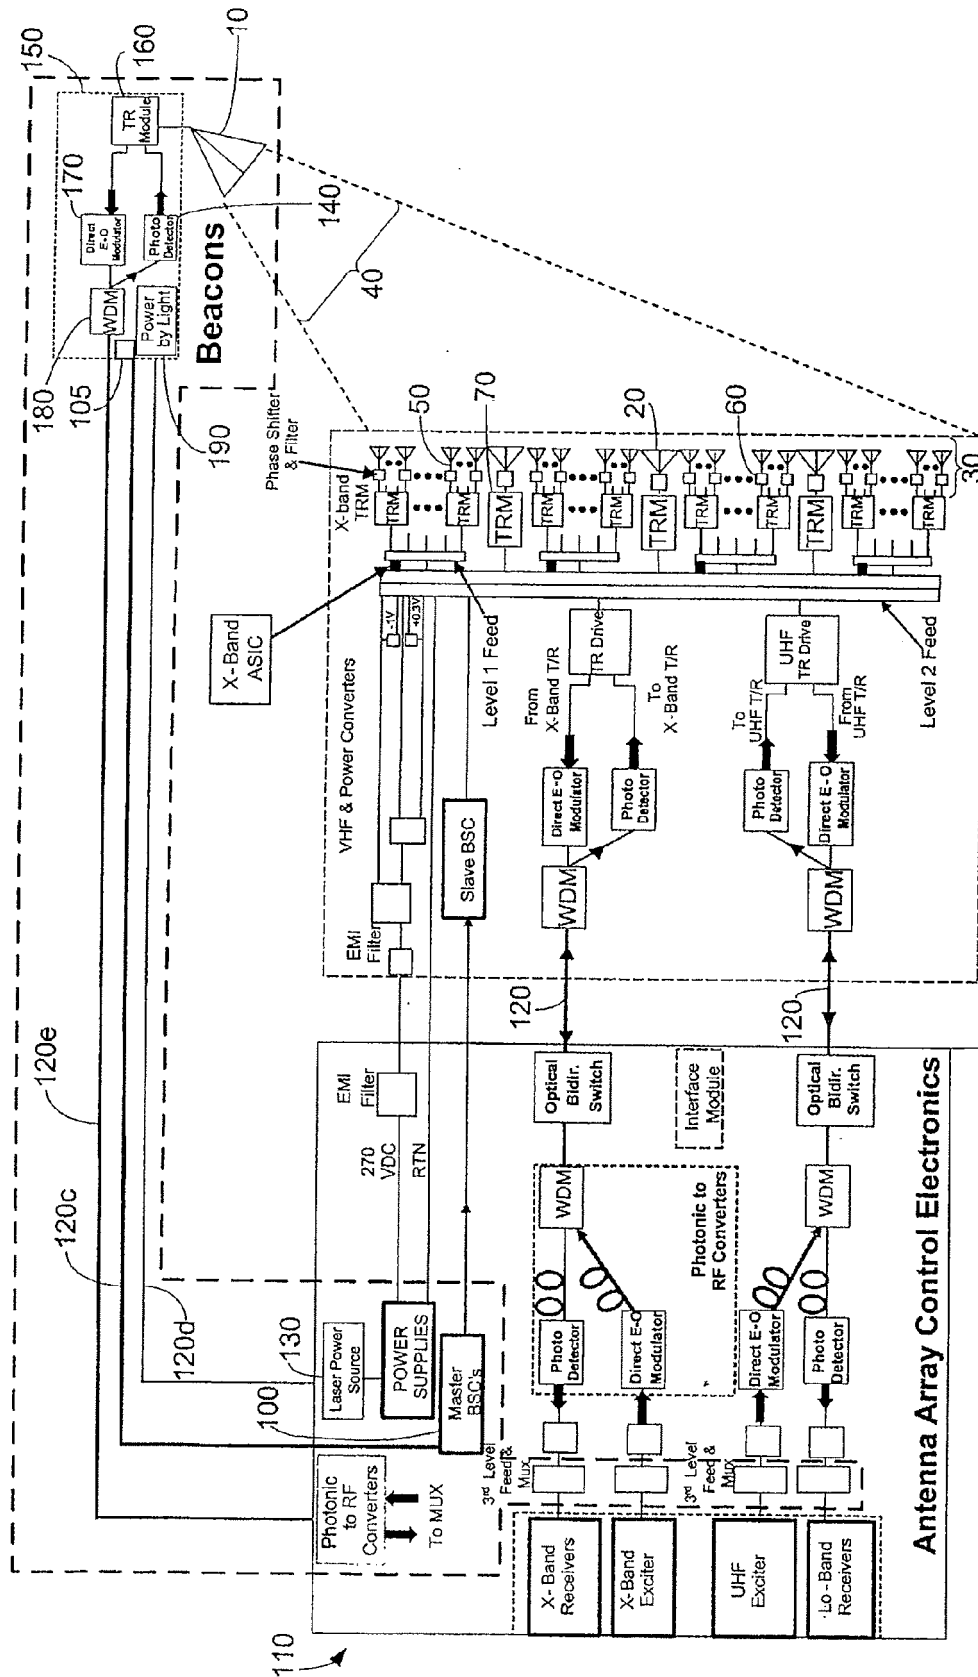 110
Photonic
to RF
Converters
To MUX
100
130
Laser Power
Source
POWER
SUPPLIES
Master
BSC's
120d
120c
120e
270
VDC
RTN
EMI
Filter
3rd Level
Feed &
Mux
3rd Level
Feed &
Mux
X-Band
Receivers
X-Band
Exciter
UHF
Exciter
Lo-Band
Receivers
Photo
Detector
Direct E-O
Modulator
Direct E-O
Modulator
Photo
Detector
WDM
WDM
Photonic to
RF Converters
Optical
Bidir.
Switch
Interface
Module
Optical
Bidir.
Switch
Antenna Array Control Electronics
120
120
EMI
Filter
VHF & Power Converters
Slave BSC
WDM
WDM
Direct E-O
Modulator
Photo
Detector
Photo
Detector
Direct E-O
Modulator
From
X-Band T/R
To
X-Band T/R
To
UHF T/R
From
UHF T/R
TR Drive
UHF
TR Drive
-1V
+0.3V
X-Band
ASIC
Level 1 Feed
Level 2 Feed
X-band
TRM
Phase Shifter
& Filter
TRM
TRM
TRM
TRM
TRM
TRM
TRM
TRM
TRM
TRM
TRM
50
70
20
60
30
40
10
Beacons
180
105
190
WDM
Power
by Light
Direct
E-O
Modulator
Photo
Detector
170
140
TR
Module
150
160